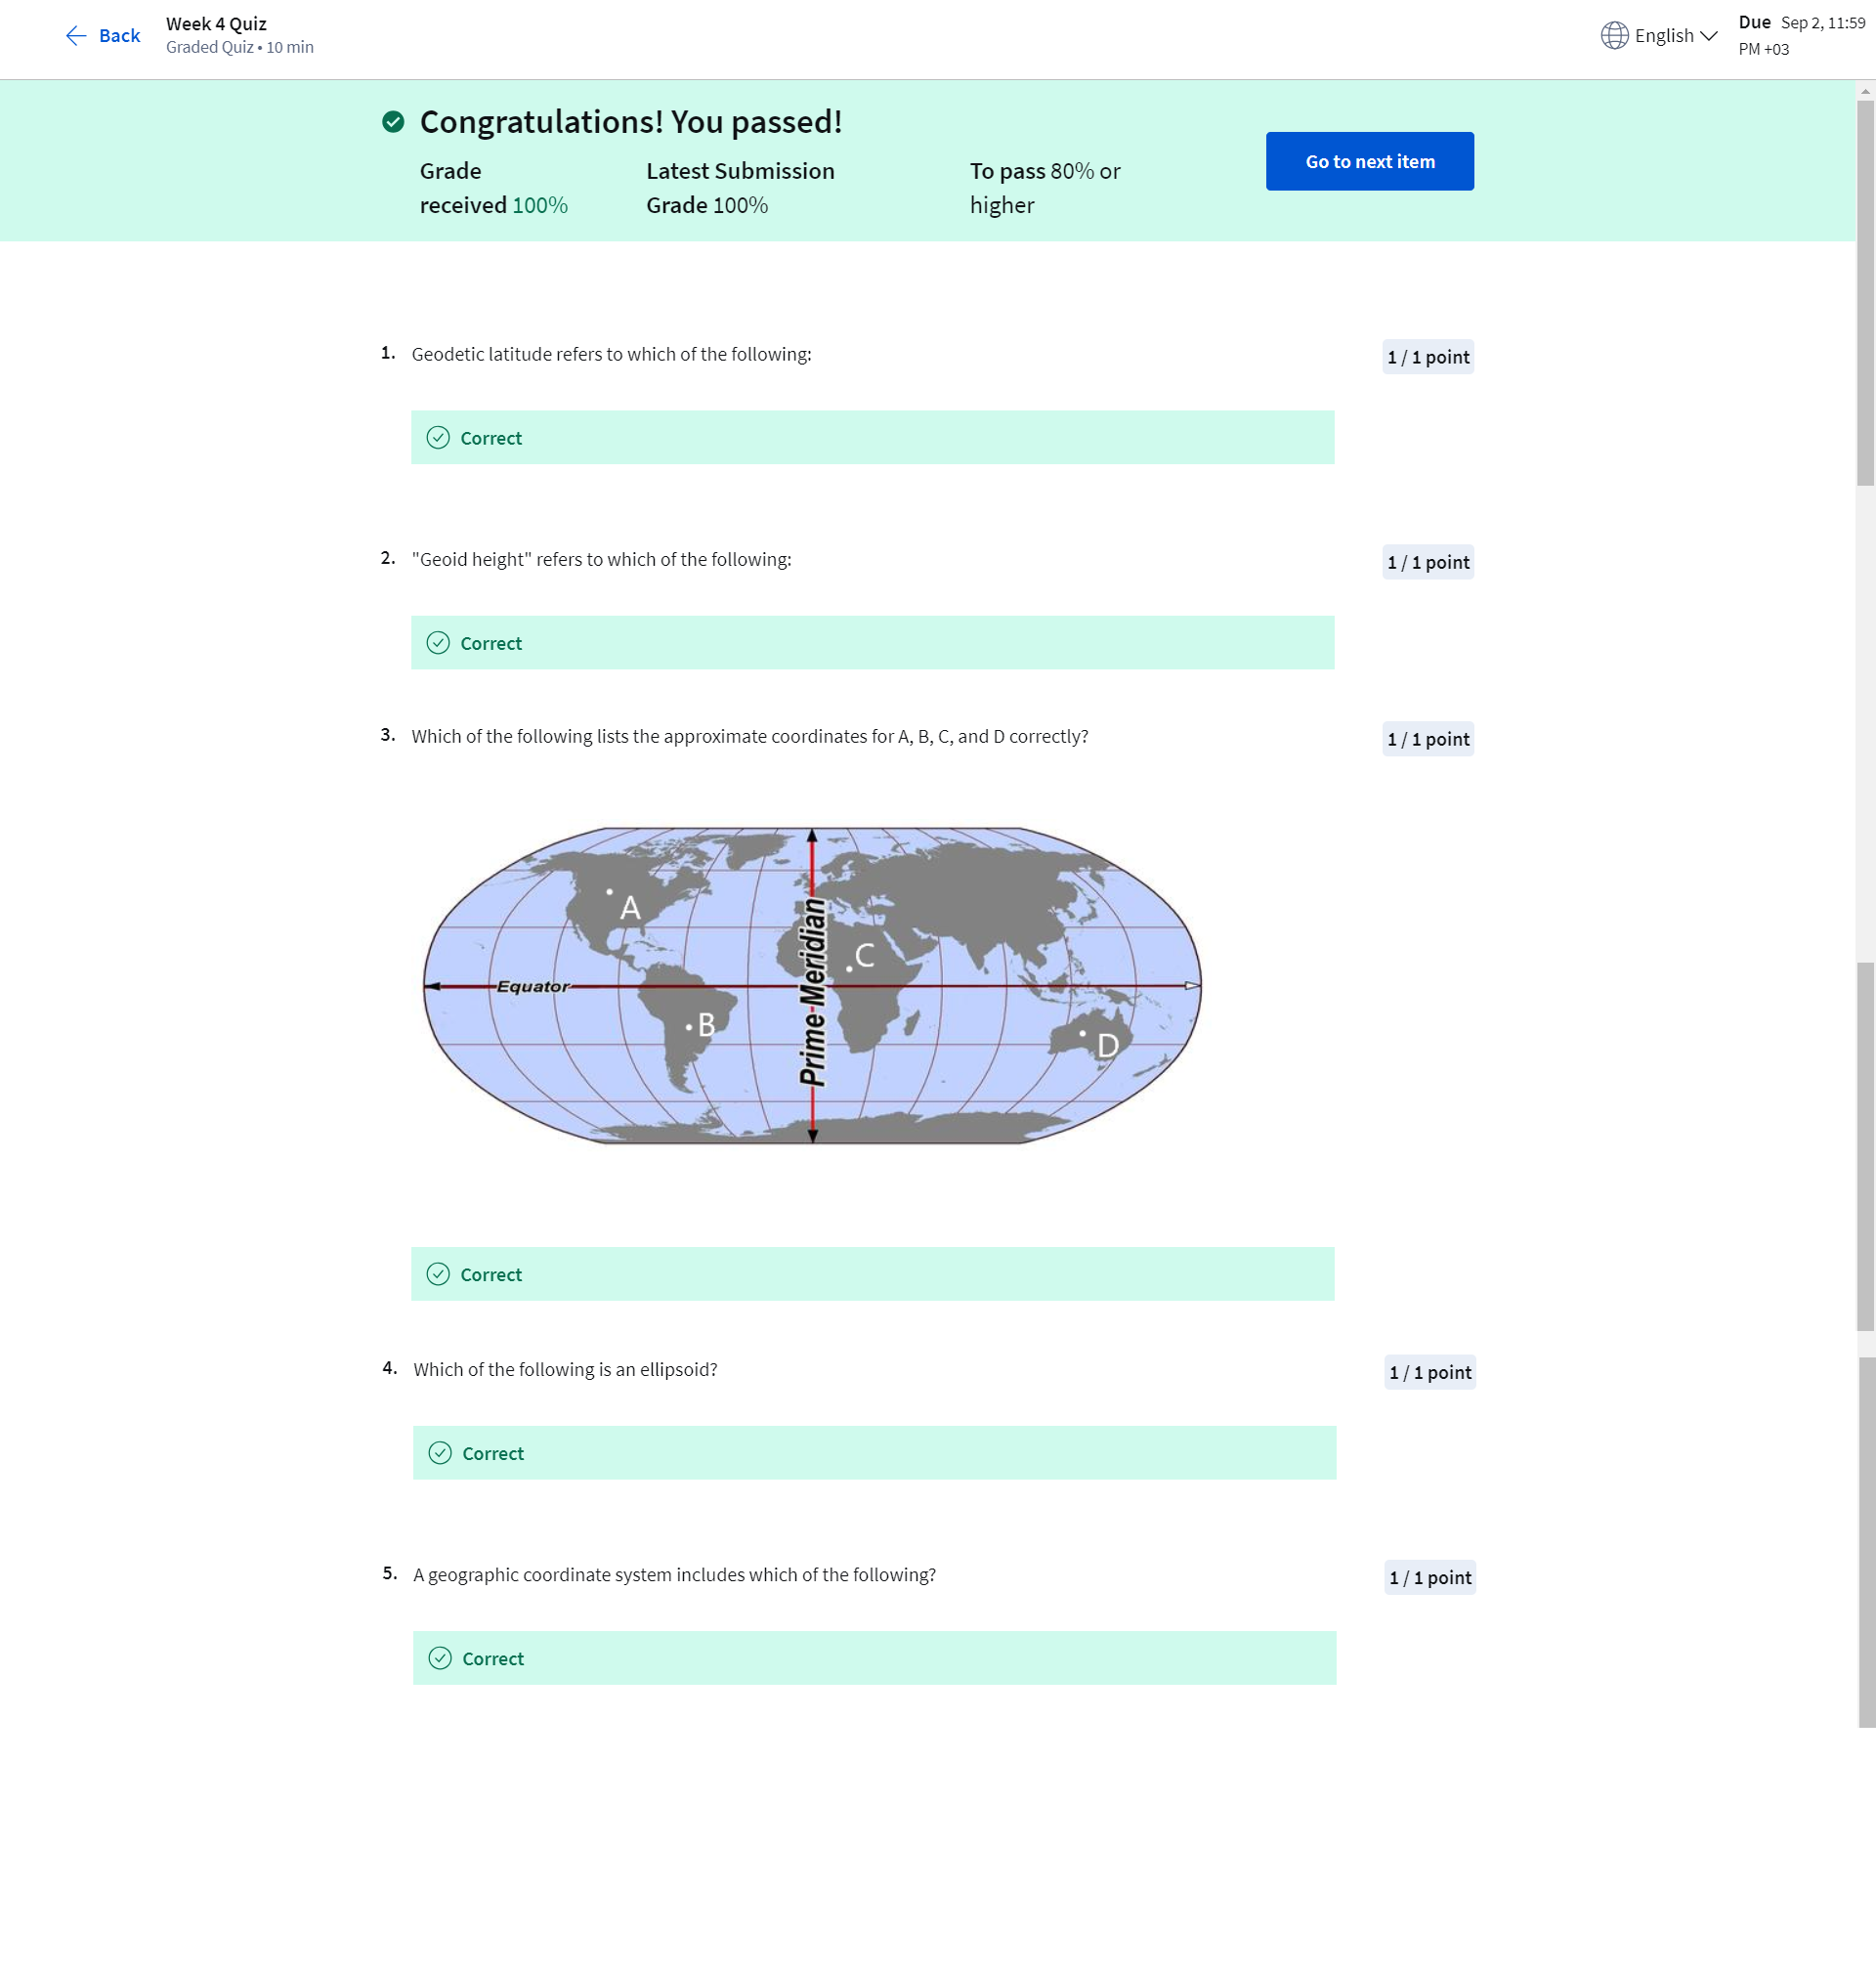 Back
Week 4 Quiz
Graded Quiz • 10 min
English
Due Sep 2, 11:59
PM +03
Congratulations! You passed!
Grade
received 100%
Latest Submission
Grade 100%
To pass 80% or
higher
Go to next item
1. Geodetic latitude refers to which of the following:
1 / 1 point
Correct
2. "Geoid height" refers to which of the following:
1 / 1 point
Correct
3. Which of the following lists the approximate coordinates for A, B, C, and D correctly?
1 / 1 point
A
Prime Meridian
C
Equator
B
D
Correct
4. Which of the following is an ellipsoid?
1 / 1 point
Correct
5. A geographic coordinate system includes which of the following?
1 / 1 point
Correct